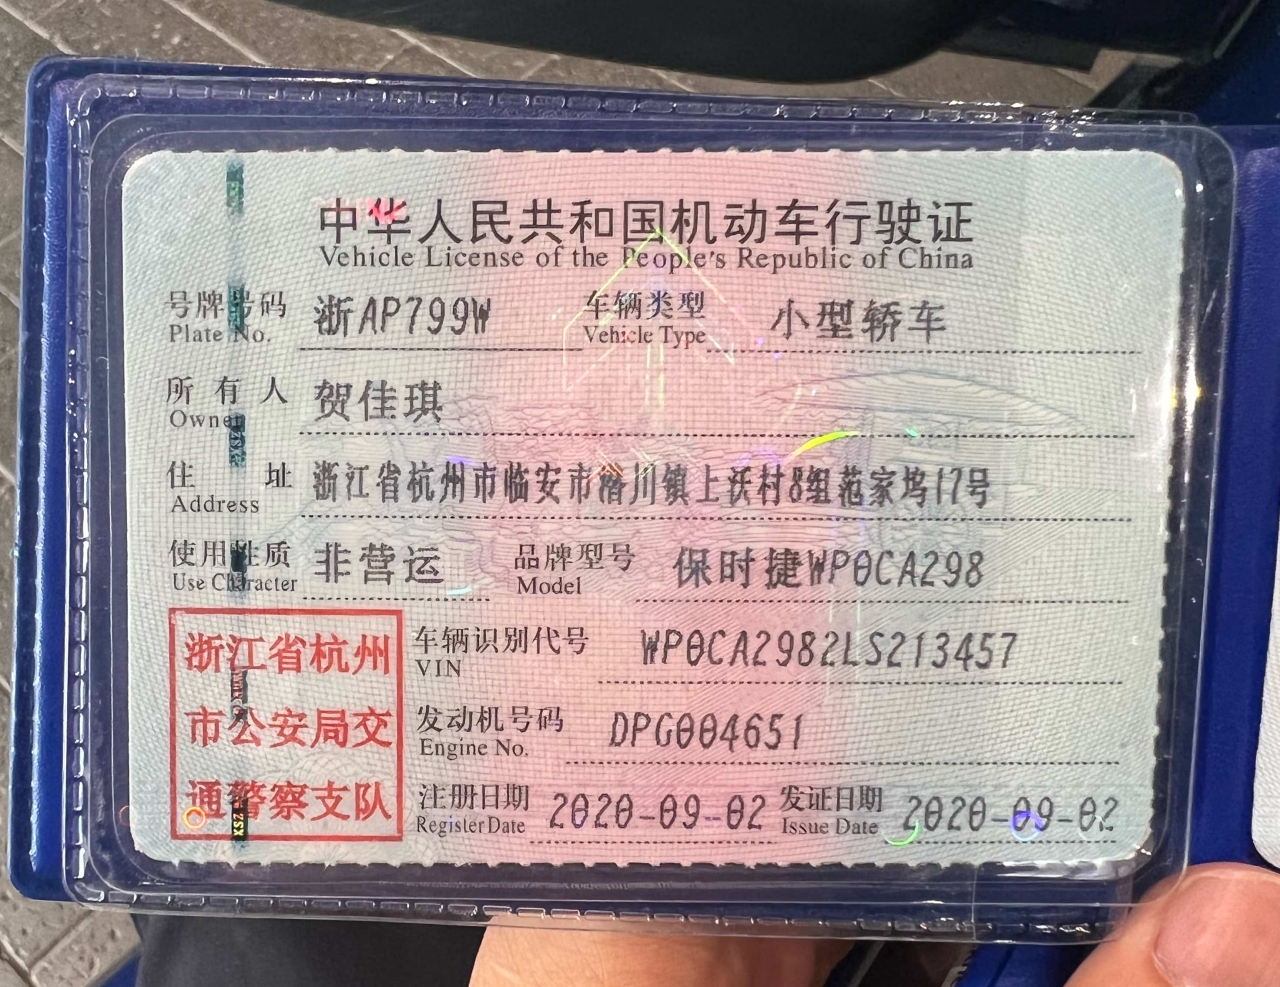 中华人民共和国机动车行驶证
Vehicle License of the People's Republic of China
号牌号码 浙AP799W 车辆类型 小型轿车
Plate No. Vehicle Type
所有人 贺佳琪
Owner
住址 浙江省杭州市临安市潜川镇上沃村8组范家坞17号
Address
使用性质 非营运 品牌型号 保时捷WP0CA298
Use Character Model
浙江省杭州
市公安局交
通警察支队
车辆识别代号 WP0CA2982LS213457
VIN
发动机号码 DPG004651
Engine No.
注册日期 2020-09-02 发证日期 2020-09-02
Register Date Issue Date